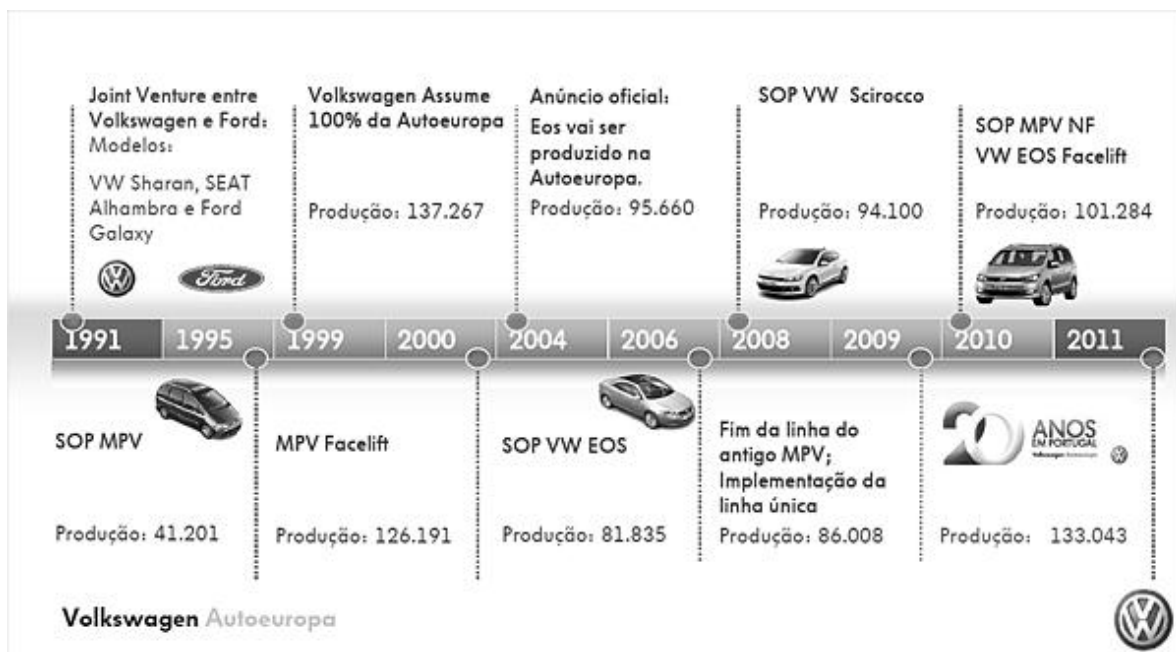 Joint Venture entre
Volkswagen e Ford:
Modelos:
VW Sharan, SEAT
Alhambra e Ford
Galaxy
Ford
Volkswagen Assume
100% da Autoeuropa
Produção: 137.267
Anúncio oficial:
Eos vai ser
produzido na
Autoeuropa.
Produção: 95.660
SOP VW Scirocco
Produção: 94.100
SOP MPV NF
VW EOS Facelift
Produção: 101.284
1991 1995 1999 2000 2004 2006 2008 2009 2010 2011
SOP MPV
Produção: 41.201
MPV Facelift
Produção: 126.191
SOP VW EOS
Produção: 81.835
Fim da linha do
antigo MPV;
Implementação da
linha única
Produção: 86.008
20 ANOS
EM PORTUGAL
Volkswagen Autoeuropa
Produção: 133.043
Volkswagen Autoeuropa